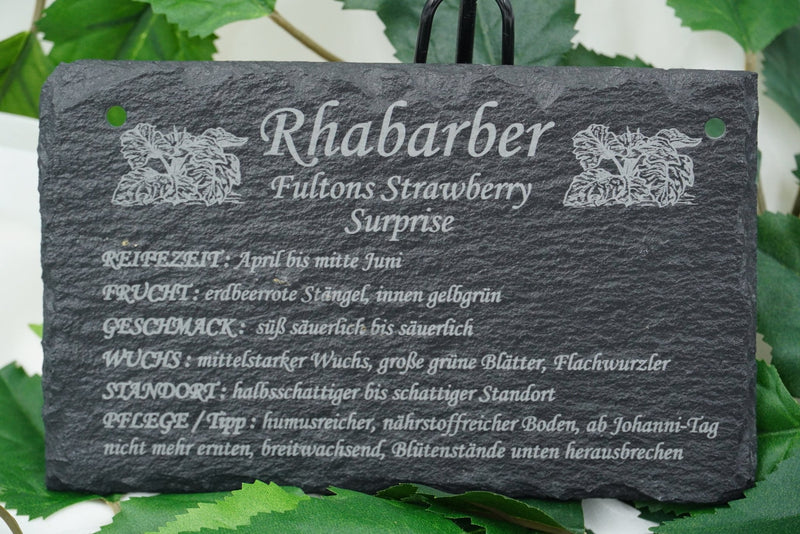 Rhabarber
Fultons Strawberry
Surprise
REIFEZEIT : April bis mitte Juni
FRUCHT : erdbeerrote Stängel, innen gelbgrün
GESCHMACK : süß säuerlich bis säuerlich
WUCHS : mittelstarker Wuchs, große grüne Blätter, Flachwurzler
STANDORT : halbsschattiger bis schattiger Standort
PFLEGE / Tipp : humusreicher, nährstoffreicher Boden, ab Johanni-Tag
nicht mehr ernten, breitwachsend, Blütenstände unten herausbrechen